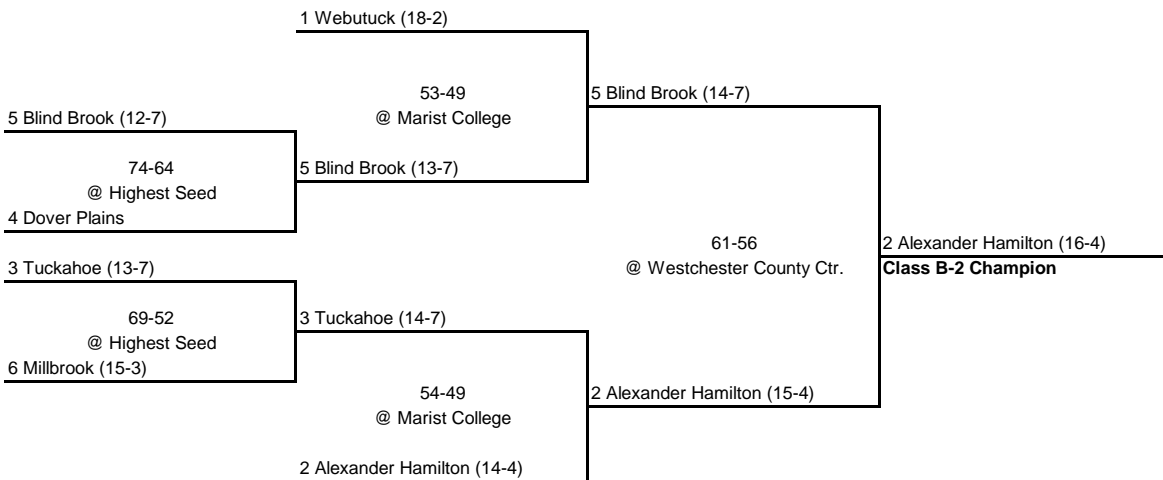 1 Webutuck (18-2)
53-49
@ Marist College
5 Blind Brook (14-7)
5 Blind Brook (12-7)
74-64
@ Highest Seed
5 Blind Brook (13-7)
4 Dover Plains
61-56
@ Westchester County Ctr.
2 Alexander Hamilton (16-4)
Class B-2 Champion
3 Tuckahoe (13-7)
69-52
@ Highest Seed
3 Tuckahoe (14-7)
6 Millbrook (15-3)
54-49
@ Marist College
2 Alexander Hamilton (15-4)
2 Alexander Hamilton (14-4)